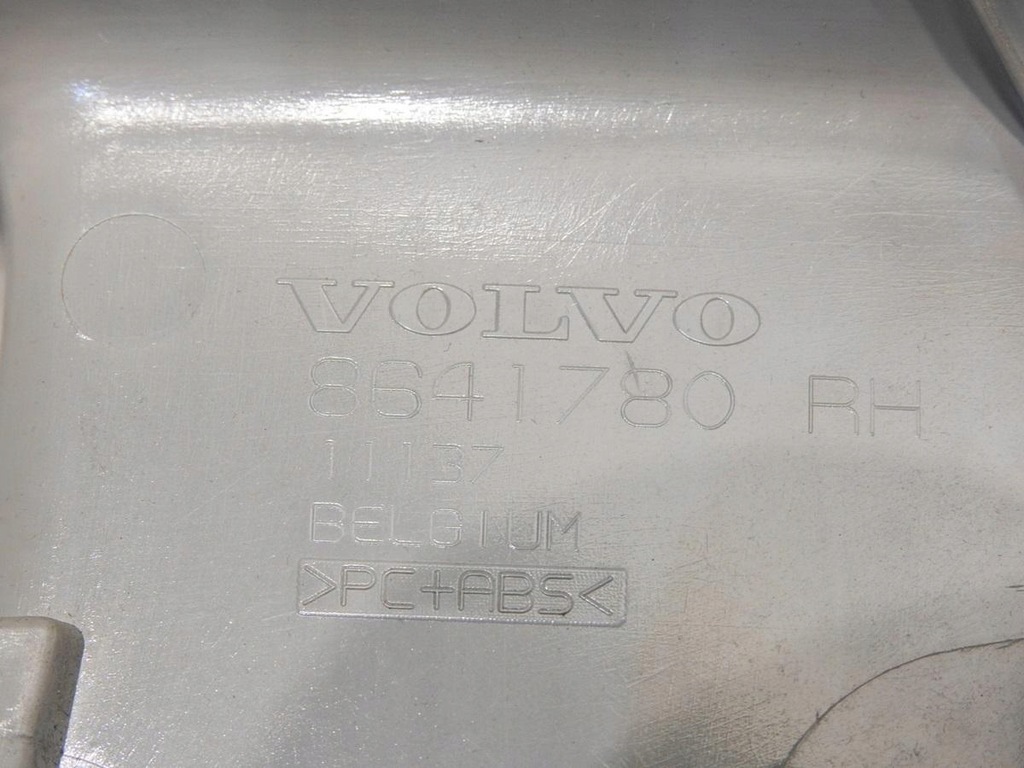 VOLVO
8641780 RH
11137
BELGIUM
>PC+ABS<